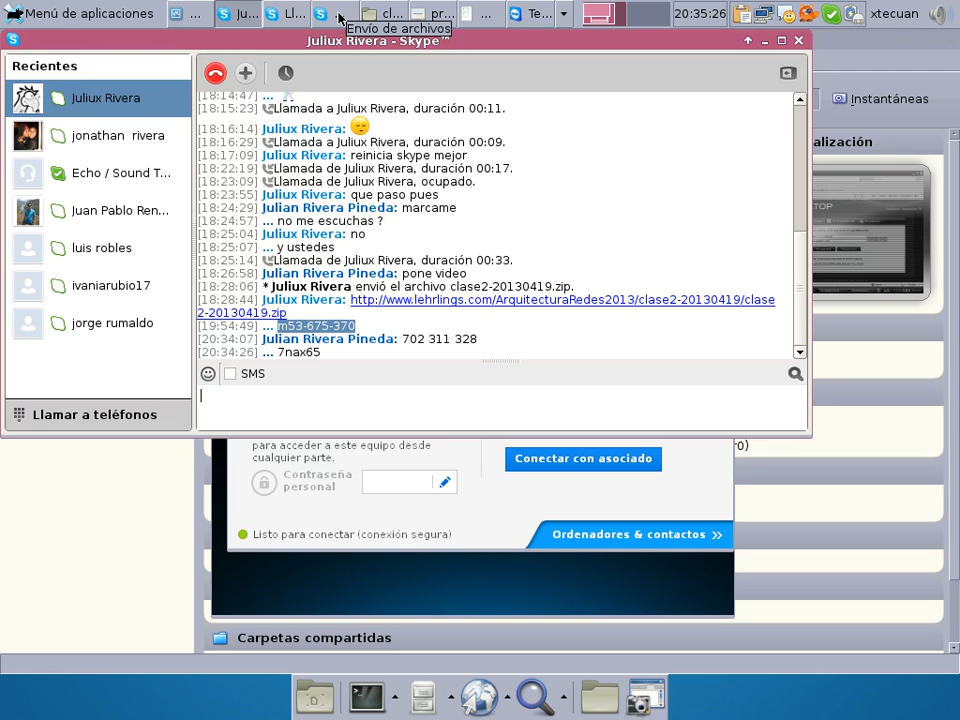 Menú de aplicaciones
...
Ju...
Ll...
...
cl...
pr...
...
Te...
20:35:26
xtecuan
Envío de archivos
Juliux Rivera - Skype™
Recientes
Juliux Rivera
jonathan rivera
Echo / Sound T...
Juan Pablo Ren...
luis robles
ivaniarubio17
jorge rumaldo
Llamar a teléfonos
[18:14:47] ...
[18:15:23] Llamada a Juliux Rivera, duración 00:11.
[18:16:14] Juliux Rivera:
[18:16:29] Llamada a Juliux Rivera, duración 00:09.
[18:17:09] Juliux Rivera: reinicia skype mejor
[18:22:19] Llamada de Juliux Rivera, duración 00:17.
[18:23:09] Llamada de Juliux Rivera, ocupado.
[18:23:55] Juliux Rivera: que paso pues
[18:24:29] Julian Rivera Pineda: marcame
[18:24:57] ... no me escuchas ?
[18:25:04] Juliux Rivera: no
[18:25:07] ... y ustedes
[18:25:14] Llamada de Juliux Rivera, duración 00:33.
[18:26:58] Julian Rivera Pineda: pone video
[18:28:06] * Juliux Rivera envió el archivo clase2-20130419.zip.
[18:28:44] Juliux Rivera: http://www.lehrlings.com/ArquitecturaRedes2013/clase2-20130419/clase
2-20130419.zip
[19:54:49] ... m53-675-370
[20:34:07] Julian Rivera Pineda: 702 311 328
[20:34:26] ... 7nax65
SMS
Instantáneas
alización
para acceder a este equipo desde
cualquier parte.
Contraseña
personal
Conectar con asociado
Listo para conectar (conexión segura)
Ordenadores & contactos >>
Carpetas compartidas